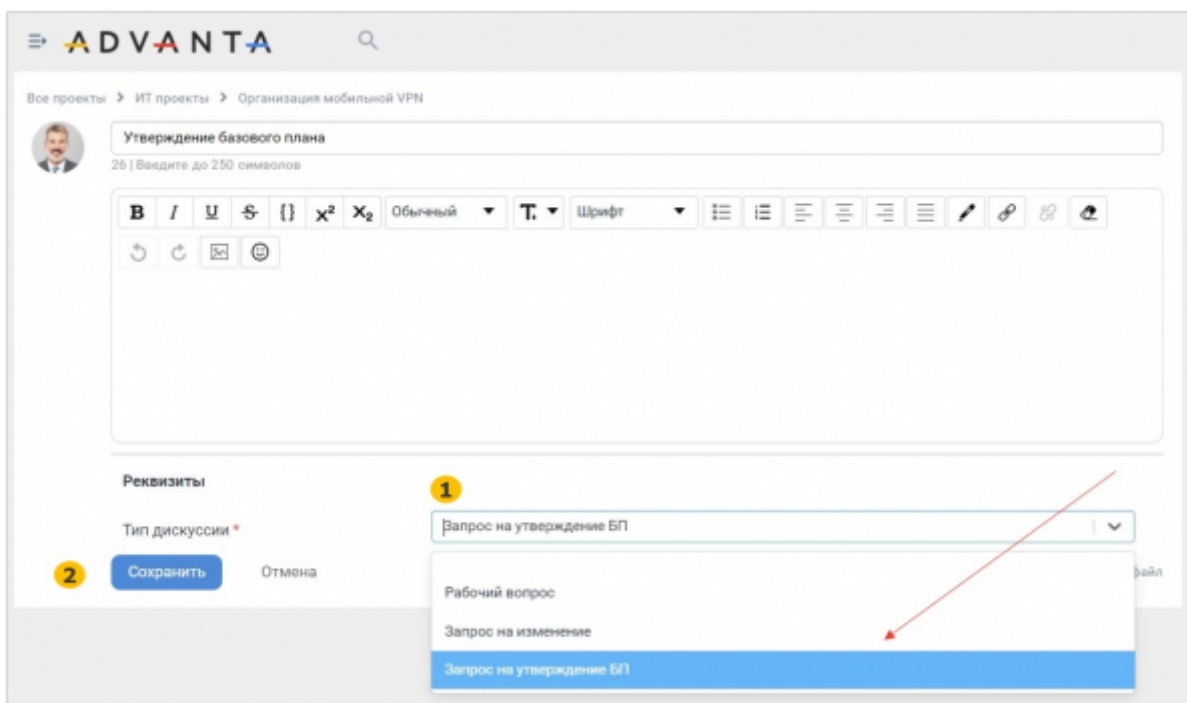 ADVANTA
Все проекты > ИТ проекты > Организация мобильной VPN
Утверждение базового плана
26 | Введите до 250 символов
B I U S {} x² x₂ Обычный T. Шрифт
Реквизиты
1
Тип дискуссии *
Запрос на утверждение БП
2
Сохранить Отмена
файл
Рабочий вопрос
Запрос на изменение
Запрос на утверждение БП